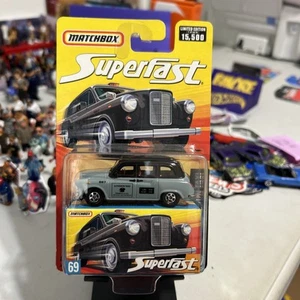 MATCHBOX
LIMITED EDITION
15,500
Superfast
MATCHBOX
69
Superfast